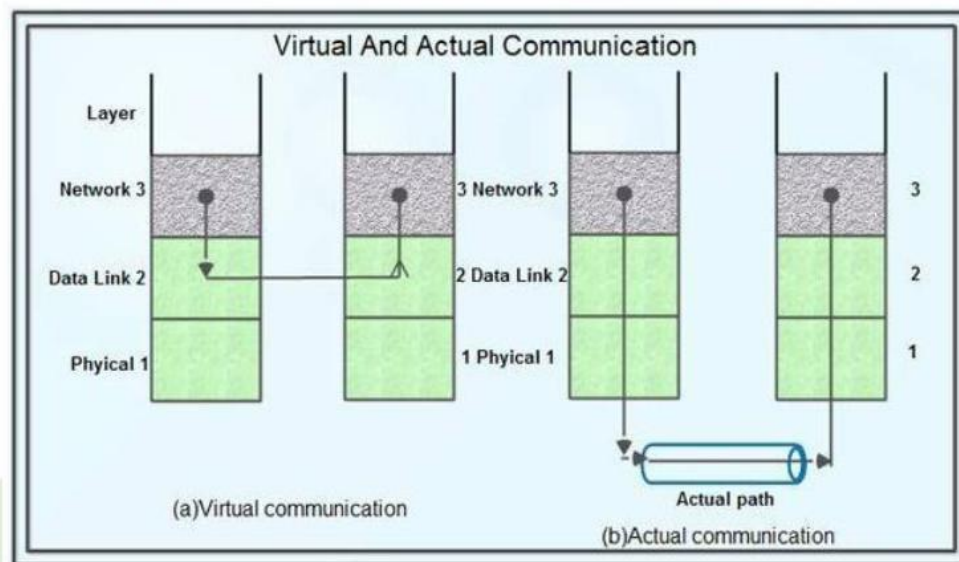 Virtual And Actual Communication
Layer
Network 3
3 Network 3
3
Data Link 2
2 Data Link 2
2
Phyical 1
1 Phyical 1
1
Actual path
(a)Virtual communication
(b)Actual communication